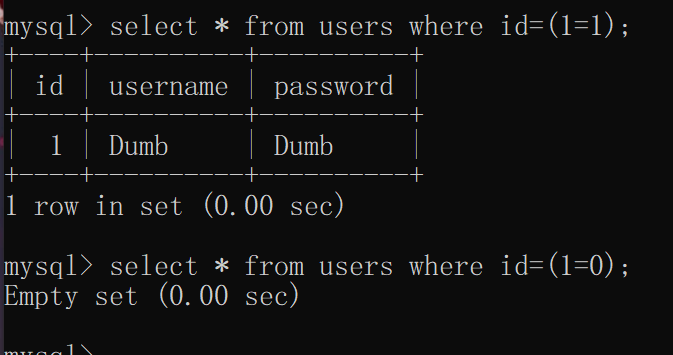 mysql> select * from users where id=(1=1);
+----+----------+----------+
| id | username | password |
+----+----------+----------+
|  1 | Dumb     | Dumb     |
+----+----------+----------+
1 row in set (0.00 sec)
mysql> select * from users where id=(1=0);
Empty set (0.00 sec)
mysql>